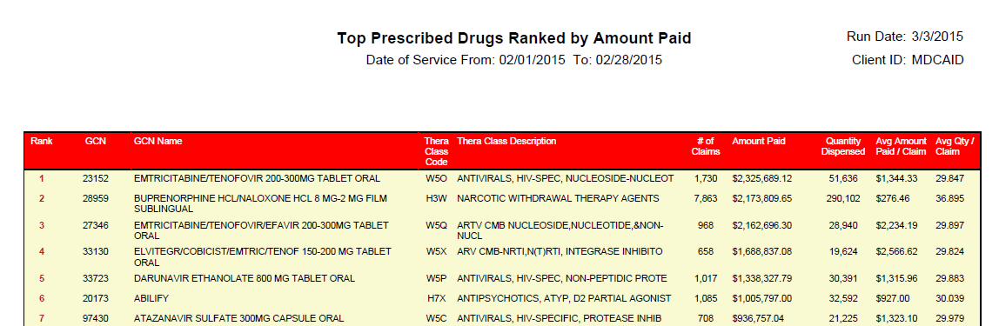 Top Prescribed Drugs Ranked by Amount Paid
Run Date: 3/3/2015
Date of Service From: 02/01/2015 To: 02/28/2015
Client ID: MDCAID
Rank GCN GCN Name Thera Thera Class Description # of Amount Paid Quantity Avg Amount Avg Qty /
Class Claims Dispensed Paid / Claim Claim
Code
1 23152 EMTRICITABINE/TENOFOVIR 200-300MG TABLET ORAL W5O ANTIVIRALS, HIV-SPEC, NUCLEOSIDE-NUCLEOT 1,730 $2,325,689.12 51,636 $1,344.33 29.847
2 28959 BUPRENORPHINE HCL/NALOXONE HCL 8 MG-2 MG FILM H3W NARCOTIC WITHDRAWAL THERAPY AGENTS 7,863 $2,173,809.65 290,102 $276.46 36.895
SUBLINGUAL
3 27346 EMTRICITABINE/TENOFOVIR/EFAVIR 200-300MG TABLET W5Q ARTV CMB NUCLEOSIDE,NUCLEOTIDE,&NON- 968 $2,162,696.30 28,940 $2,234.19 29.897
ORAL NUCL
4 33130 ELVITEGR/COBICIST/EMTRIC/TENOF 150-200 MG TABLET W5X ARV CMB-NRTI,N(T)RTI, INTEGRASE INHIBITO 658 $1,688,837.08 19,624 $2,566.62 29.824
ORAL
5 33723 DARUNAVIR ETHANOLATE 800 MG TABLET ORAL W5P ANTIVIRALS, HIV-SPEC, NON-PEPTIDIC PROTE 1,017 $1,338,327.79 30,391 $1,315.96 29.883
6 20173 ABILIFY H7X ANTIPSYCHOTICS, ATYP, D2 PARTIAL AGONIST 1,085 $1,005,797.00 32,592 $927.00 30.039
7 97430 ATAZANAVIR SULFATE 300MG CAPSULE ORAL W5C ANTIVIRALS, HIV-SPECIFIC, PROTEASE INHIB 708 $936,757.04 21,225 $1,323.10 29.979